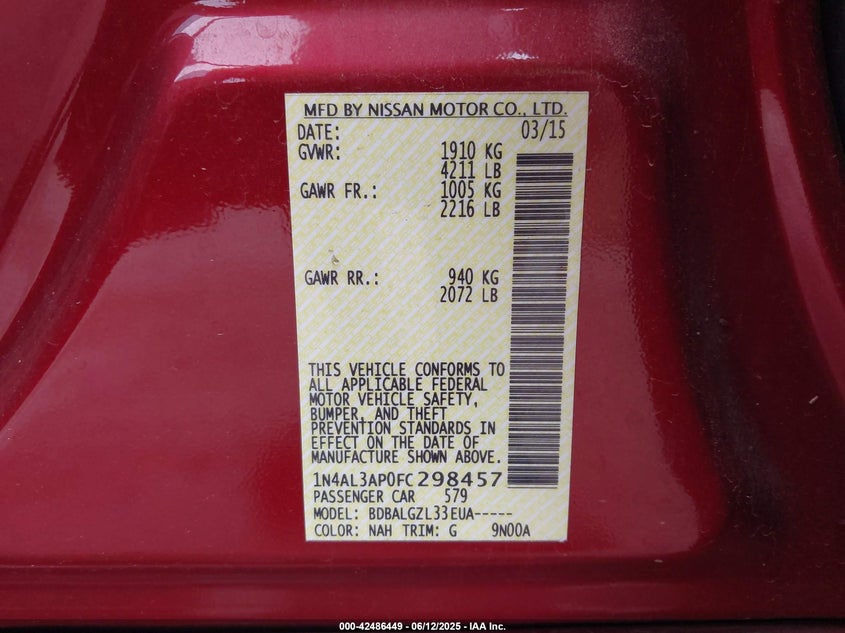 MFD BY NISSAN MOTOR CO., LTD.
DATE: 03/15
GVWR: 1910 KG
4211 LB
GAWR FR.: 1005 KG
2216 LB
GAWR RR.: 940 KG
2072 LB
THIS VEHICLE CONFORMS TO
ALL APPLICABLE FEDERAL
MOTOR VEHICLE SAFETY,
BUMPER, AND THEFT
PREVENTION STANDARDS IN
EFFECT ON THE DATE OF
MANUFACTURE SHOWN ABOVE.
1N4AL3AP0FC298457
PASSENGER CAR 579
MODEL: BDBALGZL33EUA-----
COLOR: NAH TRIM: G 9N00A
000-42486449 - 06/12/2025 - IAA Inc.